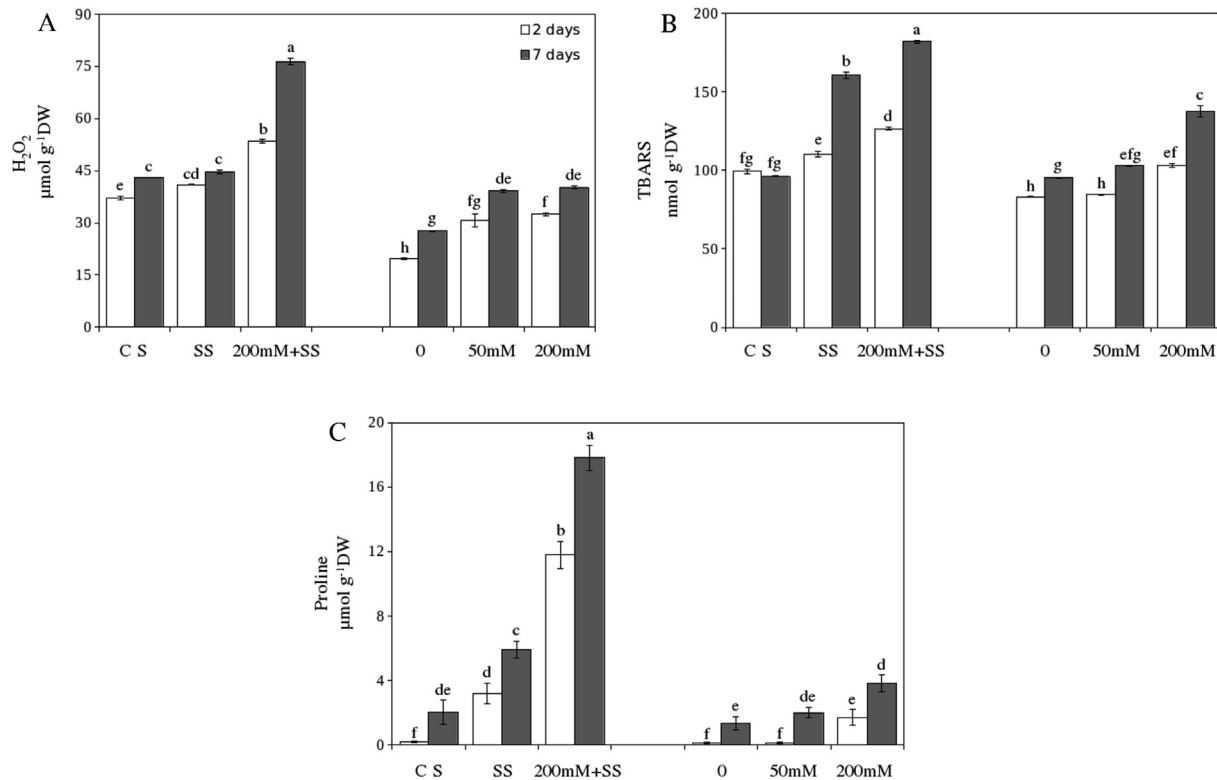 A
90
75
60
45
30
15
0
H₂O₂
μmol g⁻¹DW
2 days
7 days
e c cd c b a h g fg de f de
C S SS 200mM+SS 0 50mM 200mM
B
200
150
100
50
0
TBARS
nmol g⁻¹DW
fg fg e b d a h g h efg ef c
C S SS 200mM+SS 0 50mM 200mM
C
20
16
12
8
4
0
Proline
μmol g⁻¹DW
f de d c b a f e f de e d
C S SS 200mM+SS 0 50mM 200mM